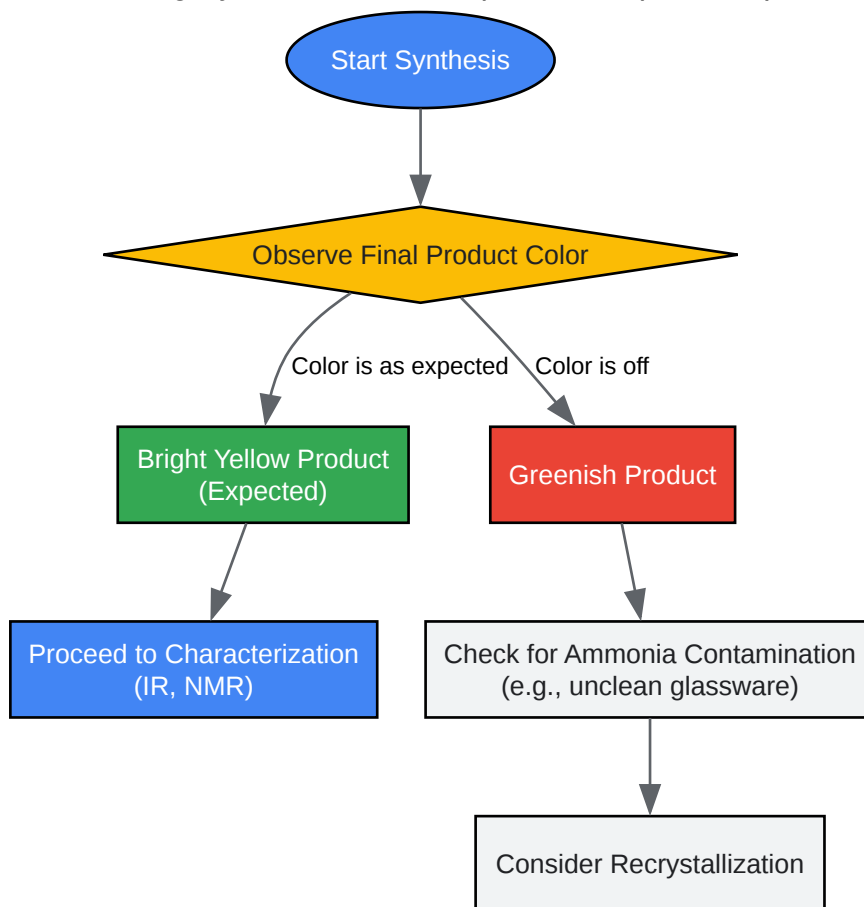 Start Synthesis
Observe Final Product Color
Color is as expected
Color is off
Bright Yellow Product
(Expected)
Greenish Product
Proceed to Characterization
(IR, NMR)
Check for Ammonia Contamination
(e.g., unclean glassware)
Consider Recrystallization